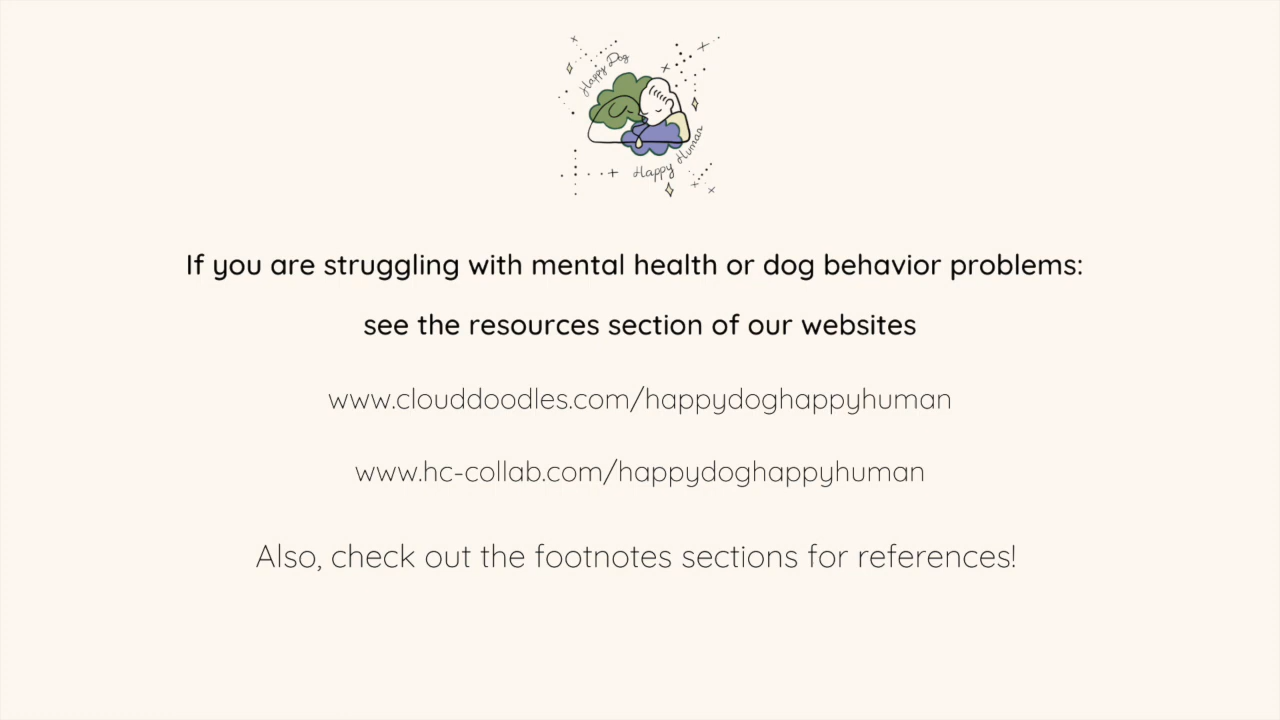 Happy Dog
Happy Human
If you are struggling with mental health or dog behavior problems:
see the resources section of our websites
www.clouddoodles.com/happydoghappyhuman
www.hc-collab.com/happydoghappyhuman
Also, check out the footnotes sections for references!